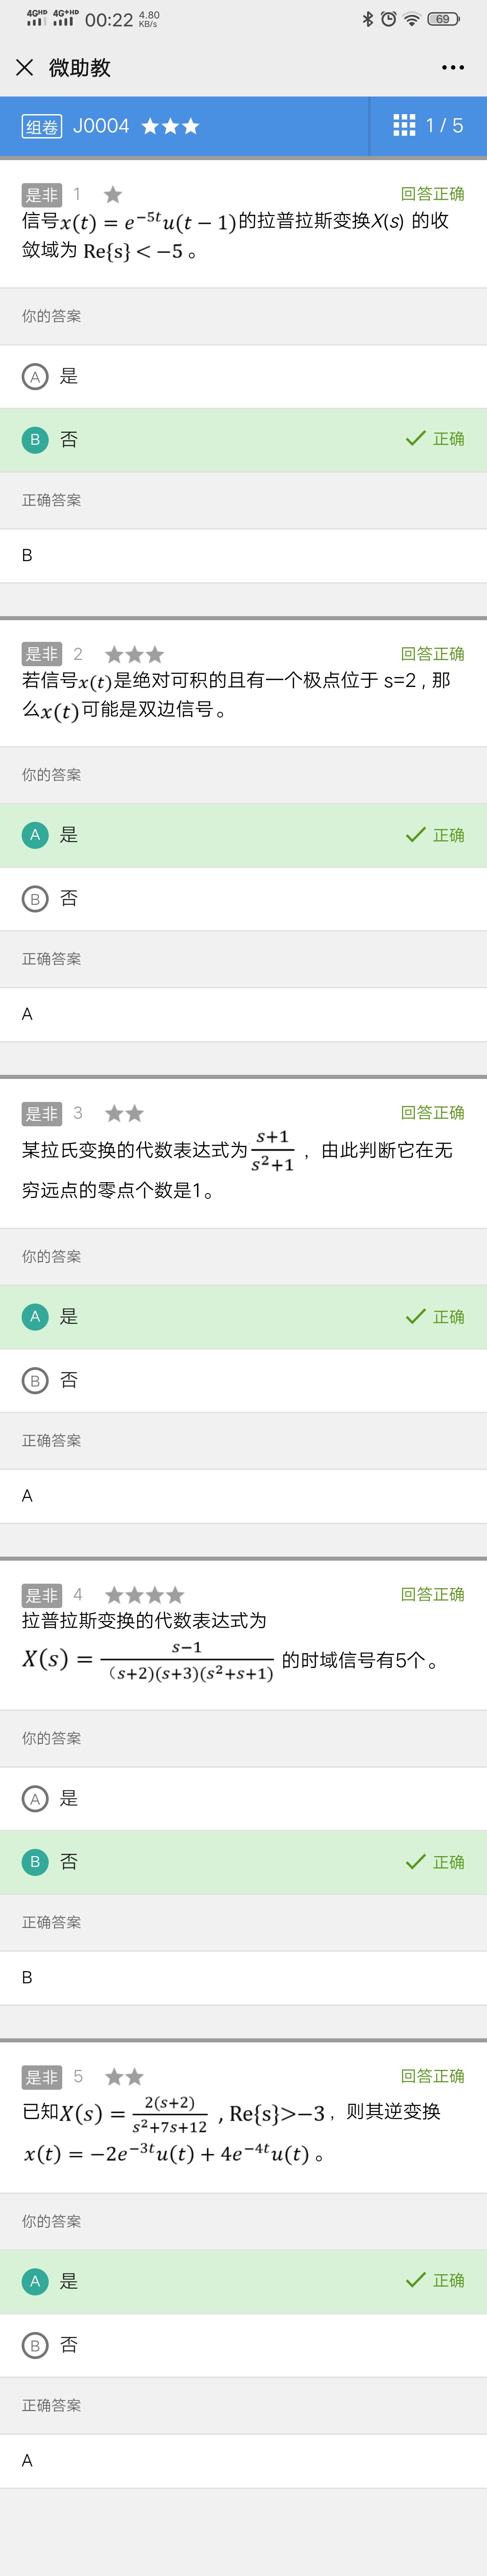 4GHD 4G+HD 00:22 4.80 KB/s 69
微助教
组卷 J0004 ★★★ 1 / 5
是非 1 ★ 回答正确
信号x(t) = e⁻⁵ᵗu(t − 1)的拉普拉斯变换X(s) 的收
敛域为 Re{s} < −5 。
你的答案
A 是
B 否 正确
正确答案
B
是非 2 ★★★ 回答正确
若信号x(t)是绝对可积的且有一个极点位于 s=2 , 那
么x(t)可能是双边信号。
你的答案
A 是 正确
B 否
正确答案
A
是非 3 ★★ 回答正确
某拉氏变换的代数表达式为 (s+1)/(s²+1) ，由此判断它在无
穷远点的零点个数是1。
你的答案
A 是 正确
B 否
正确答案
A
是非 4 ★★★★ 回答正确
拉普拉斯变换的代数表达式为
X(s) = (s−1)/（s+2)(s+3)(s²+s+1) 的时域信号有5个。
你的答案
A 是
B 否 正确
正确答案
B
是非 5 ★★ 回答正确
已知X(s) = 2(s+2)/(s²+7s+12) , Re{s}>−3，则其逆变换
x(t) = −2e⁻³ᵗu(t) + 4e⁻⁴ᵗu(t) 。
你的答案
A 是 正确
B 否
正确答案
A